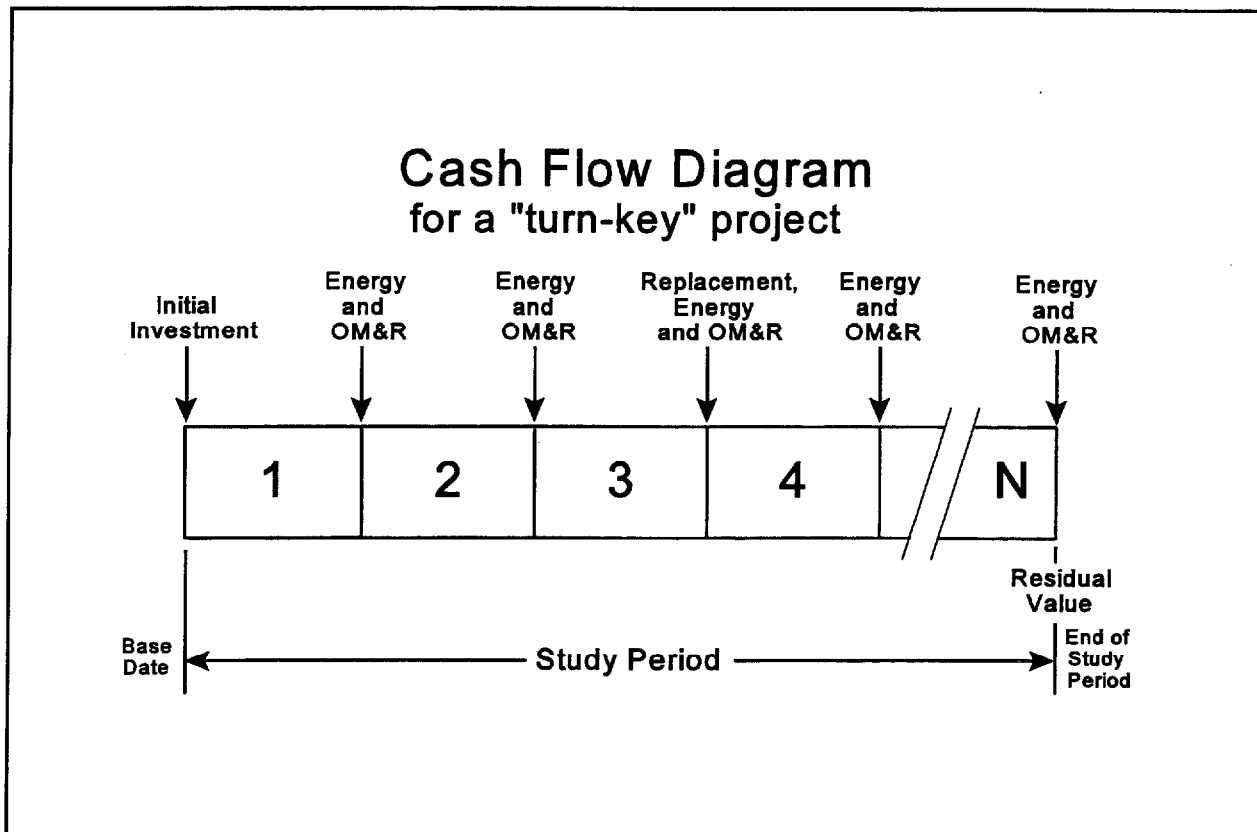 Cash Flow Diagram
for a "turn-key" project
Initial
Investment
Energy
and
OM&R
Energy
and
OM&R
Replacement,
Energy
and OM&R
Energy
and
OM&R
Energy
and
OM&R
1
2
3
4
N
Residual
Value
Base
Date
Study Period
End of
Study
Period